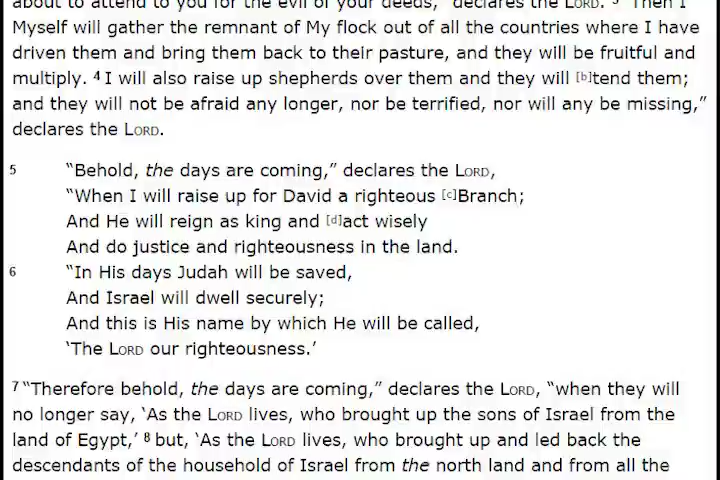 about to attend to you for the evil of your deeds,” declares the LORD. 3 “Then I
Myself will gather the remnant of My flock out of all the countries where I have
driven them and bring them back to their pasture, and they will be fruitful and
multiply. 4 I will also raise up shepherds over them and they will [b]tend them;
and they will not be afraid any longer, nor be terrified, nor will any be missing,”
declares the LORD.
5 “Behold, the days are coming,” declares the LORD,
“When I will raise up for David a righteous [c]Branch;
And He will reign as king and [d]act wisely
And do justice and righteousness in the land.
6 “In His days Judah will be saved,
And Israel will dwell securely;
And this is His name by which He will be called,
‘The LORD our righteousness.’
7 “Therefore behold, the days are coming,” declares the LORD, “when they will
no longer say, ‘As the LORD lives, who brought up the sons of Israel from the
land of Egypt,’ 8 but, ‘As the LORD lives, who brought up and led back the
descendants of the household of Israel from the north land and from all the